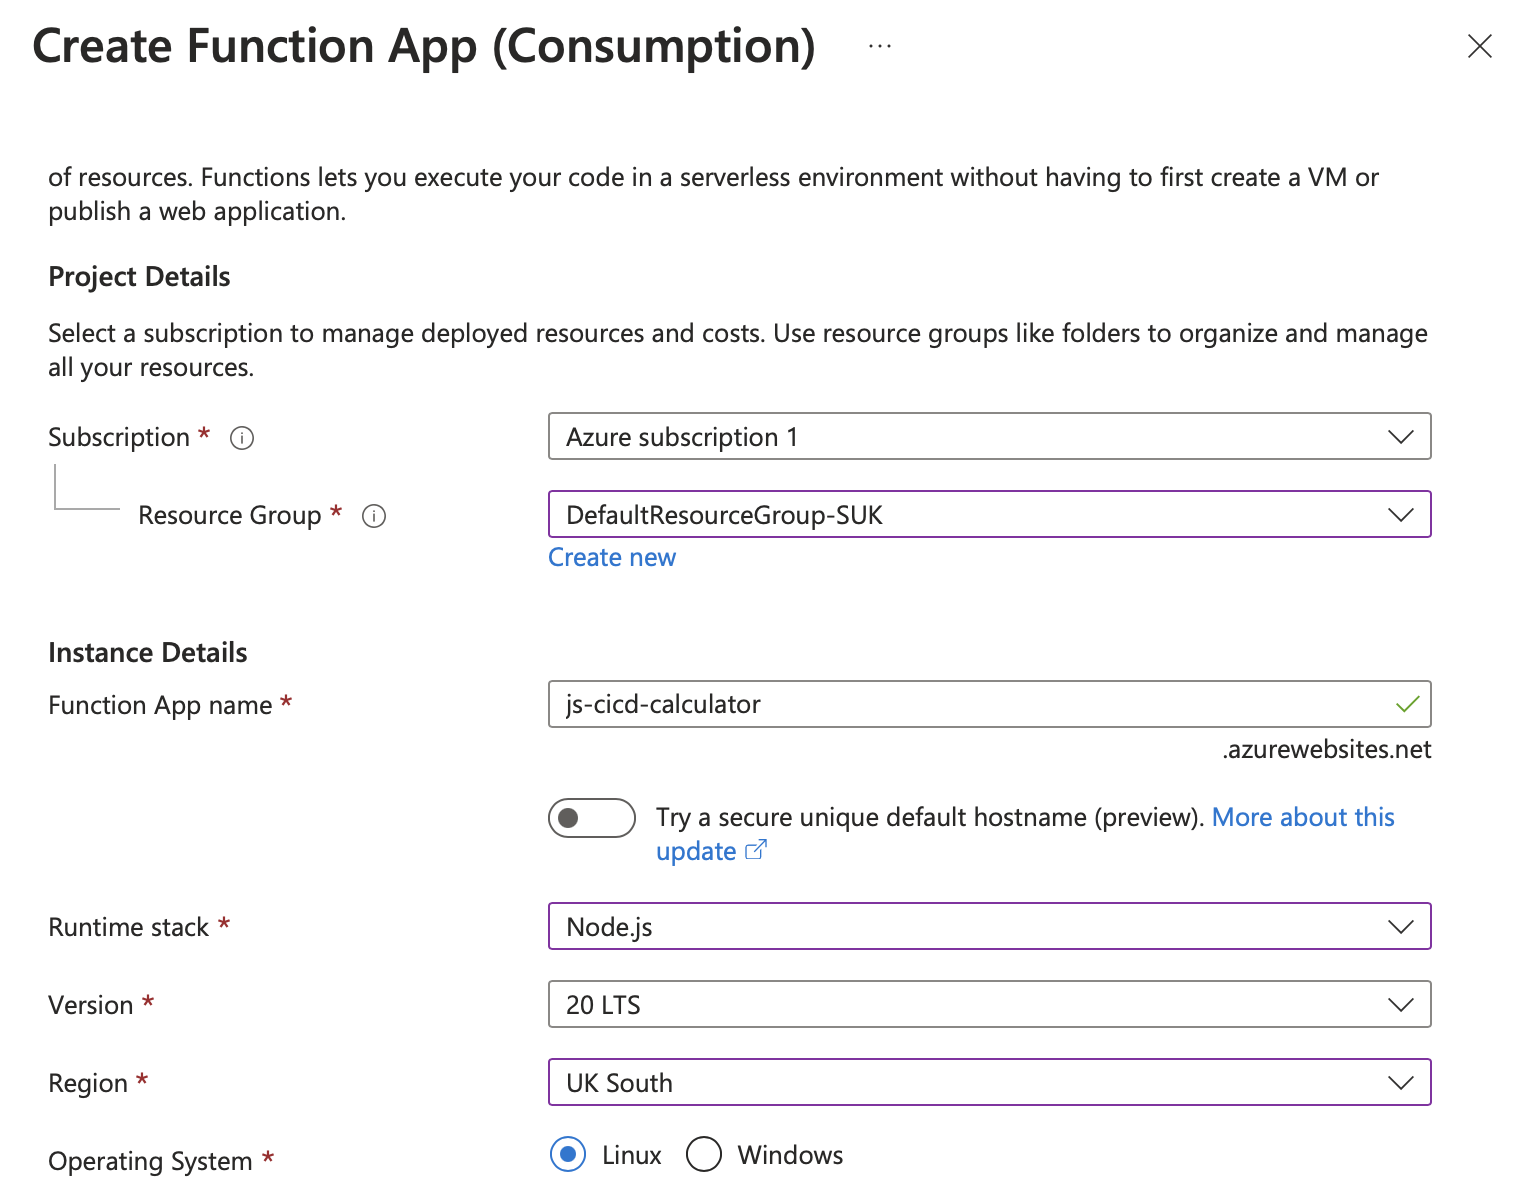 Create Function App (Consumption) ...
of resources. Functions lets you execute your code in a serverless environment without having to first create a VM or
publish a web application.
Project Details
Select a subscription to manage deployed resources and costs. Use resource groups like folders to organize and manage
all your resources.
Subscription * Azure subscription 1
Resource Group * DefaultResourceGroup-SUK
Create new
Instance Details
Function App name * js-cicd-calculator
.azurewebsites.net
Try a secure unique default hostname (preview). More about this
update
Runtime stack * Node.js
Version * 20 LTS
Region * UK South
Operating System * Linux Windows